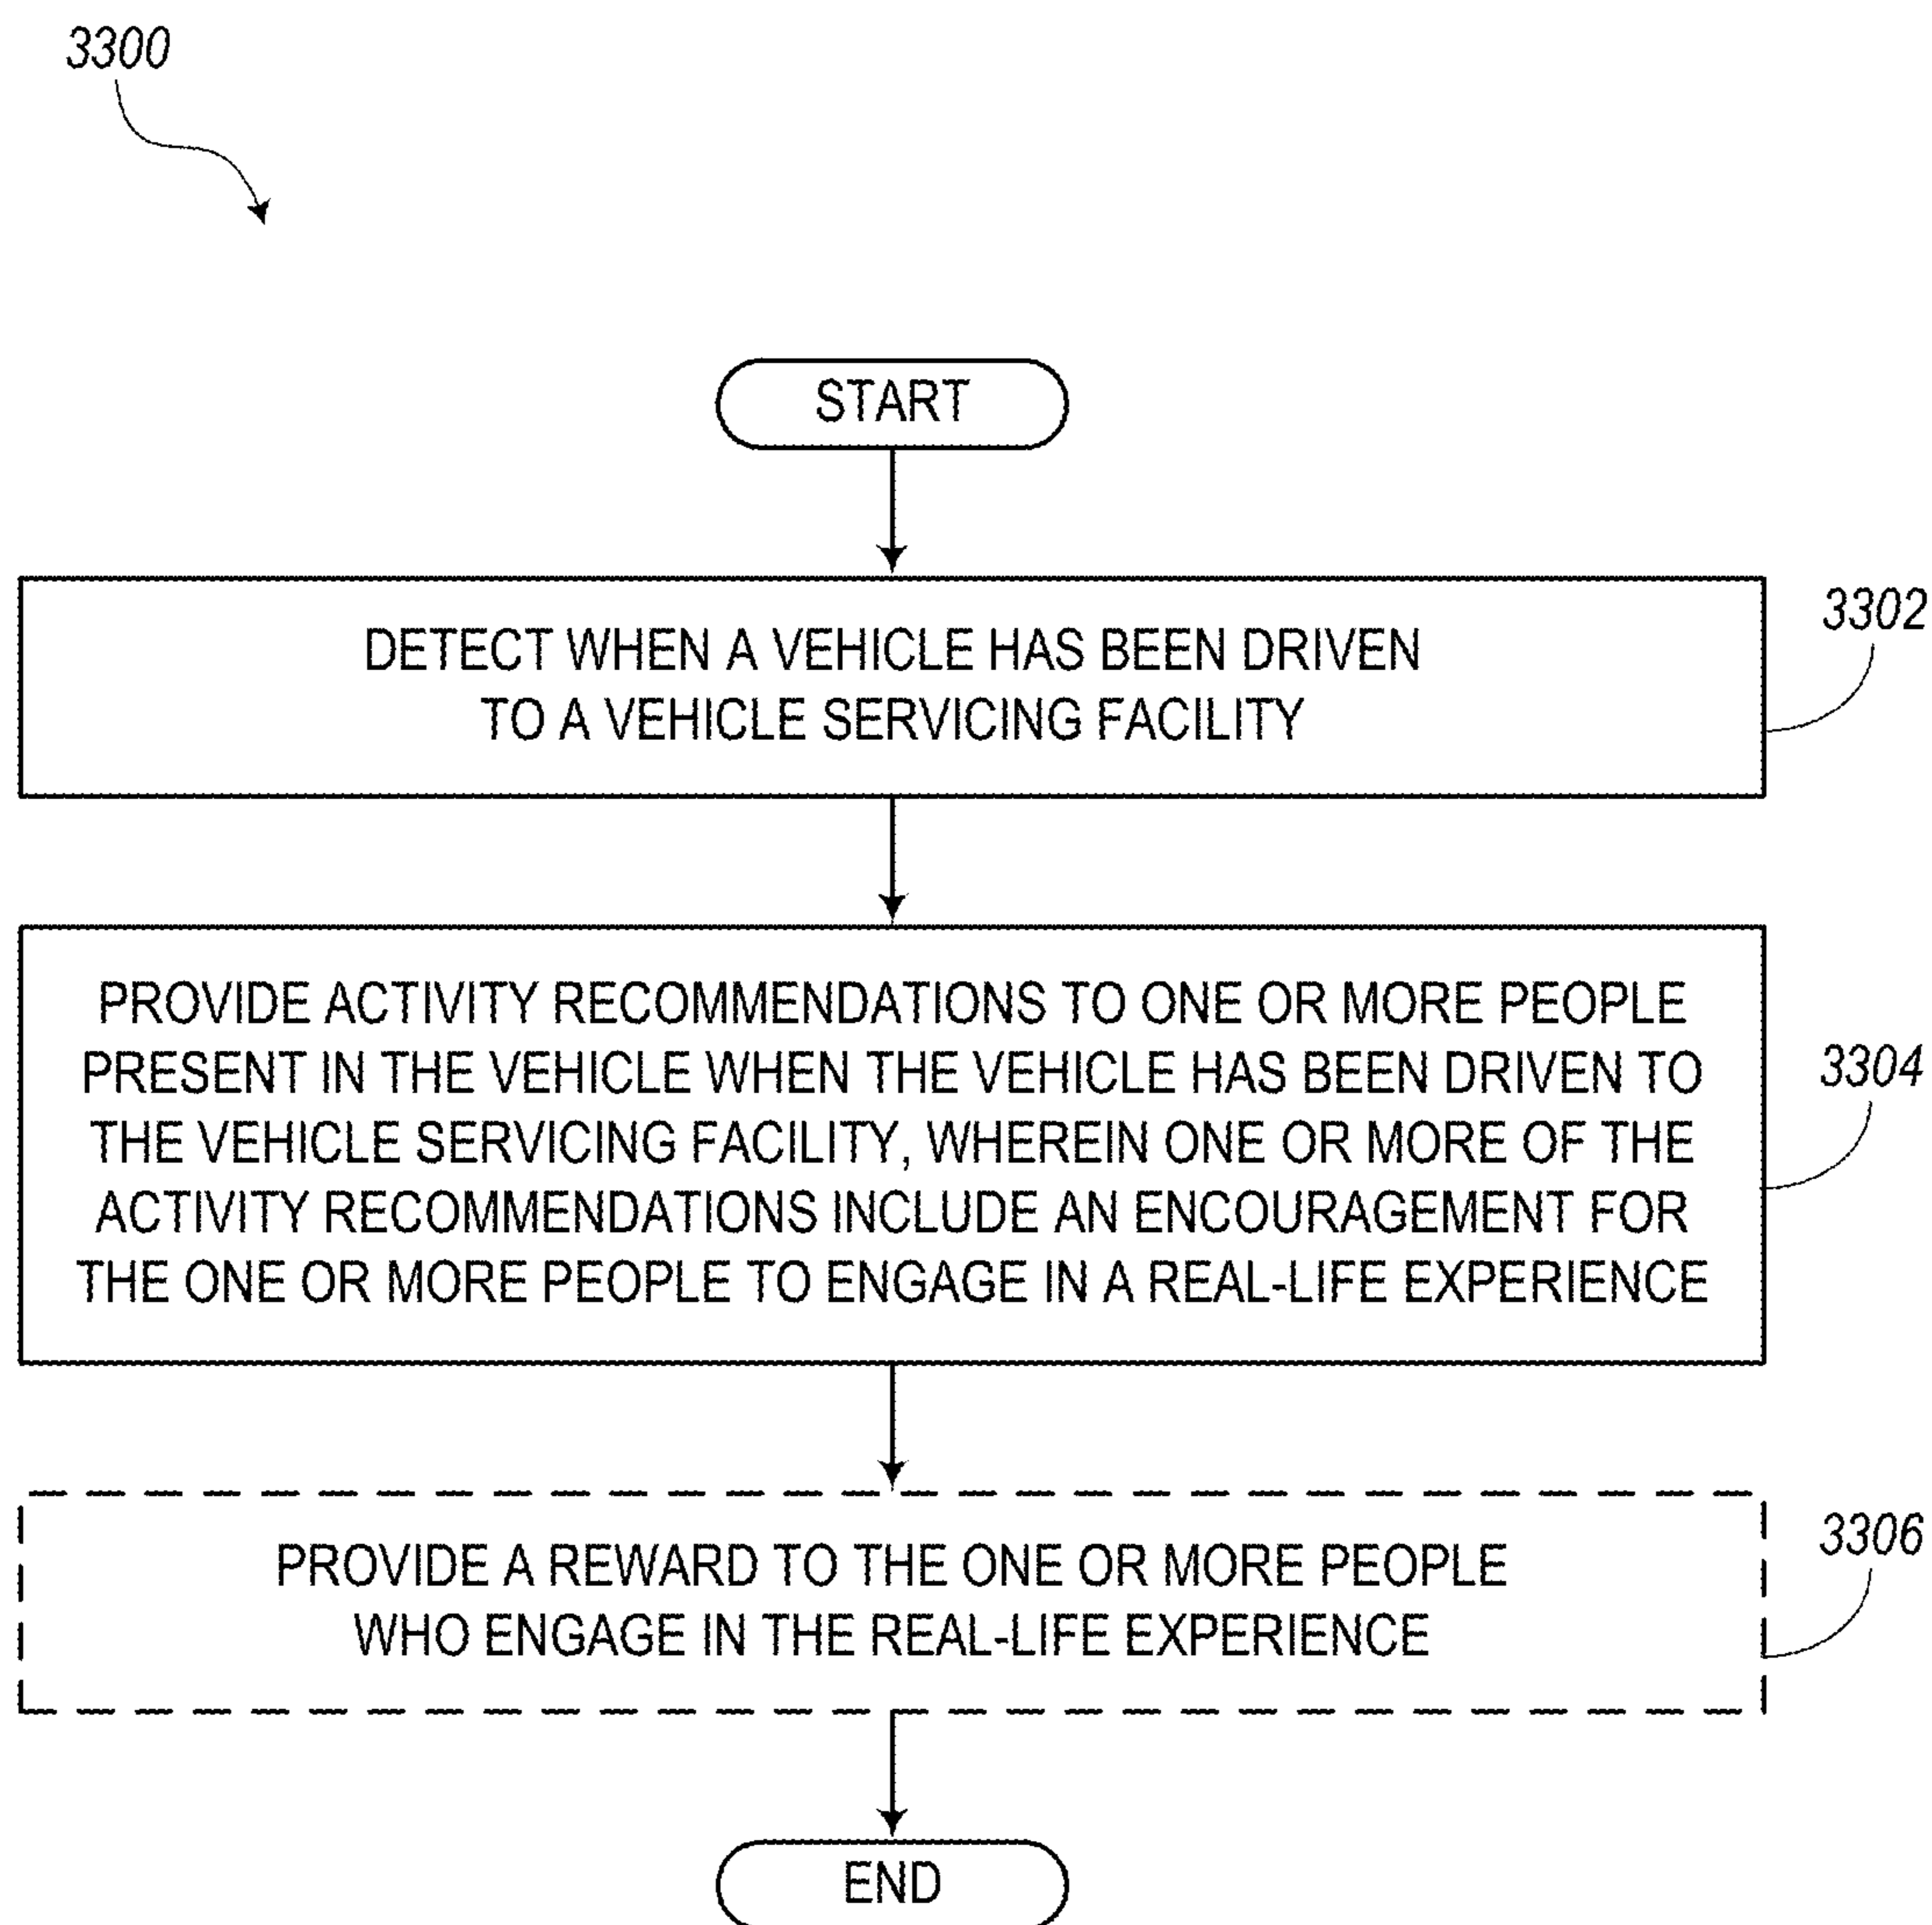 3300
START
DETECT WHEN A VEHICLE HAS BEEN DRIVEN
TO A VEHICLE SERVICING FACILITY
3302
PROVIDE ACTIVITY RECOMMENDATIONS TO ONE OR MORE PEOPLE
PRESENT IN THE VEHICLE WHEN THE VEHICLE HAS BEEN DRIVEN TO
THE VEHICLE SERVICING FACILITY, WHEREIN ONE OR MORE OF THE
ACTIVITY RECOMMENDATIONS INCLUDE AN ENCOURAGEMENT FOR
THE ONE OR MORE PEOPLE TO ENGAGE IN A REAL-LIFE EXPERIENCE
3304
PROVIDE A REWARD TO THE ONE OR MORE PEOPLE
WHO ENGAGE IN THE REAL-LIFE EXPERIENCE
3306
END